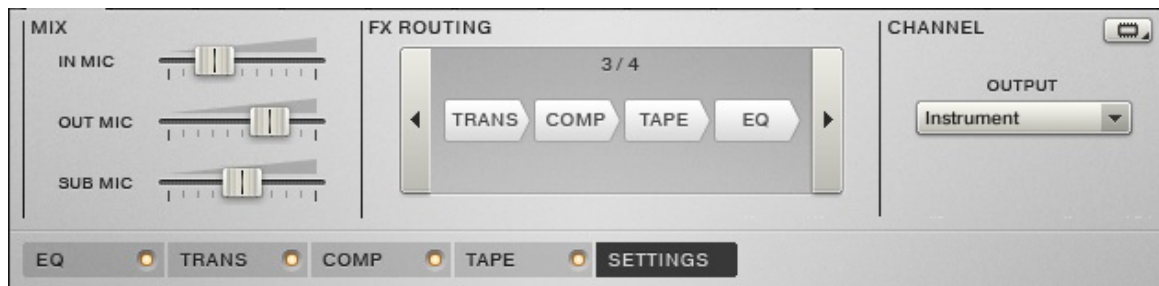 MIX
IN MIC
OUT MIC
SUB MIC
FX ROUTING
3 / 4
TRANS COMP TAPE EQ
CHANNEL
OUTPUT
Instrument
EQ TRANS COMP TAPE SETTINGS